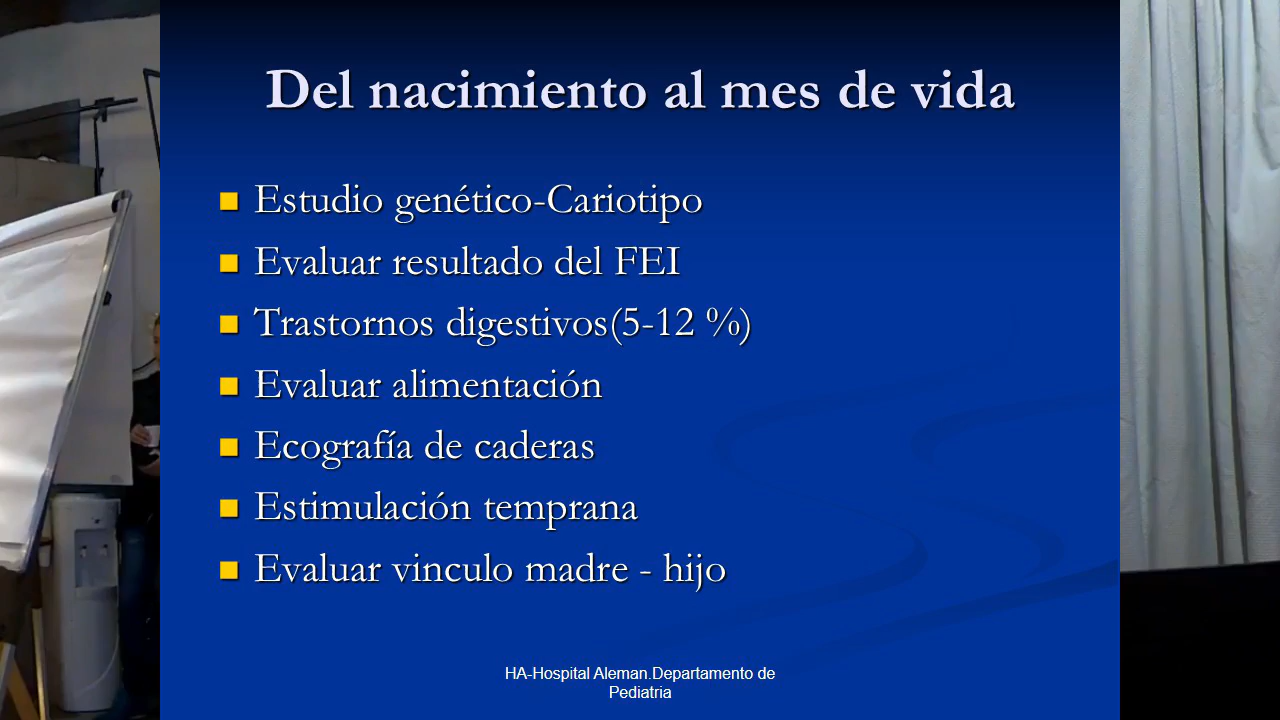 Del nacimiento al mes de vida
Estudio genético-Cariotipo
Evaluar resultado del FEI
Trastornos digestivos(5-12 %)
Evaluar alimentación
Ecografía de caderas
Estimulación temprana
Evaluar vinculo madre - hijo
HA-Hospital Aleman.Departamento de
Pediatria